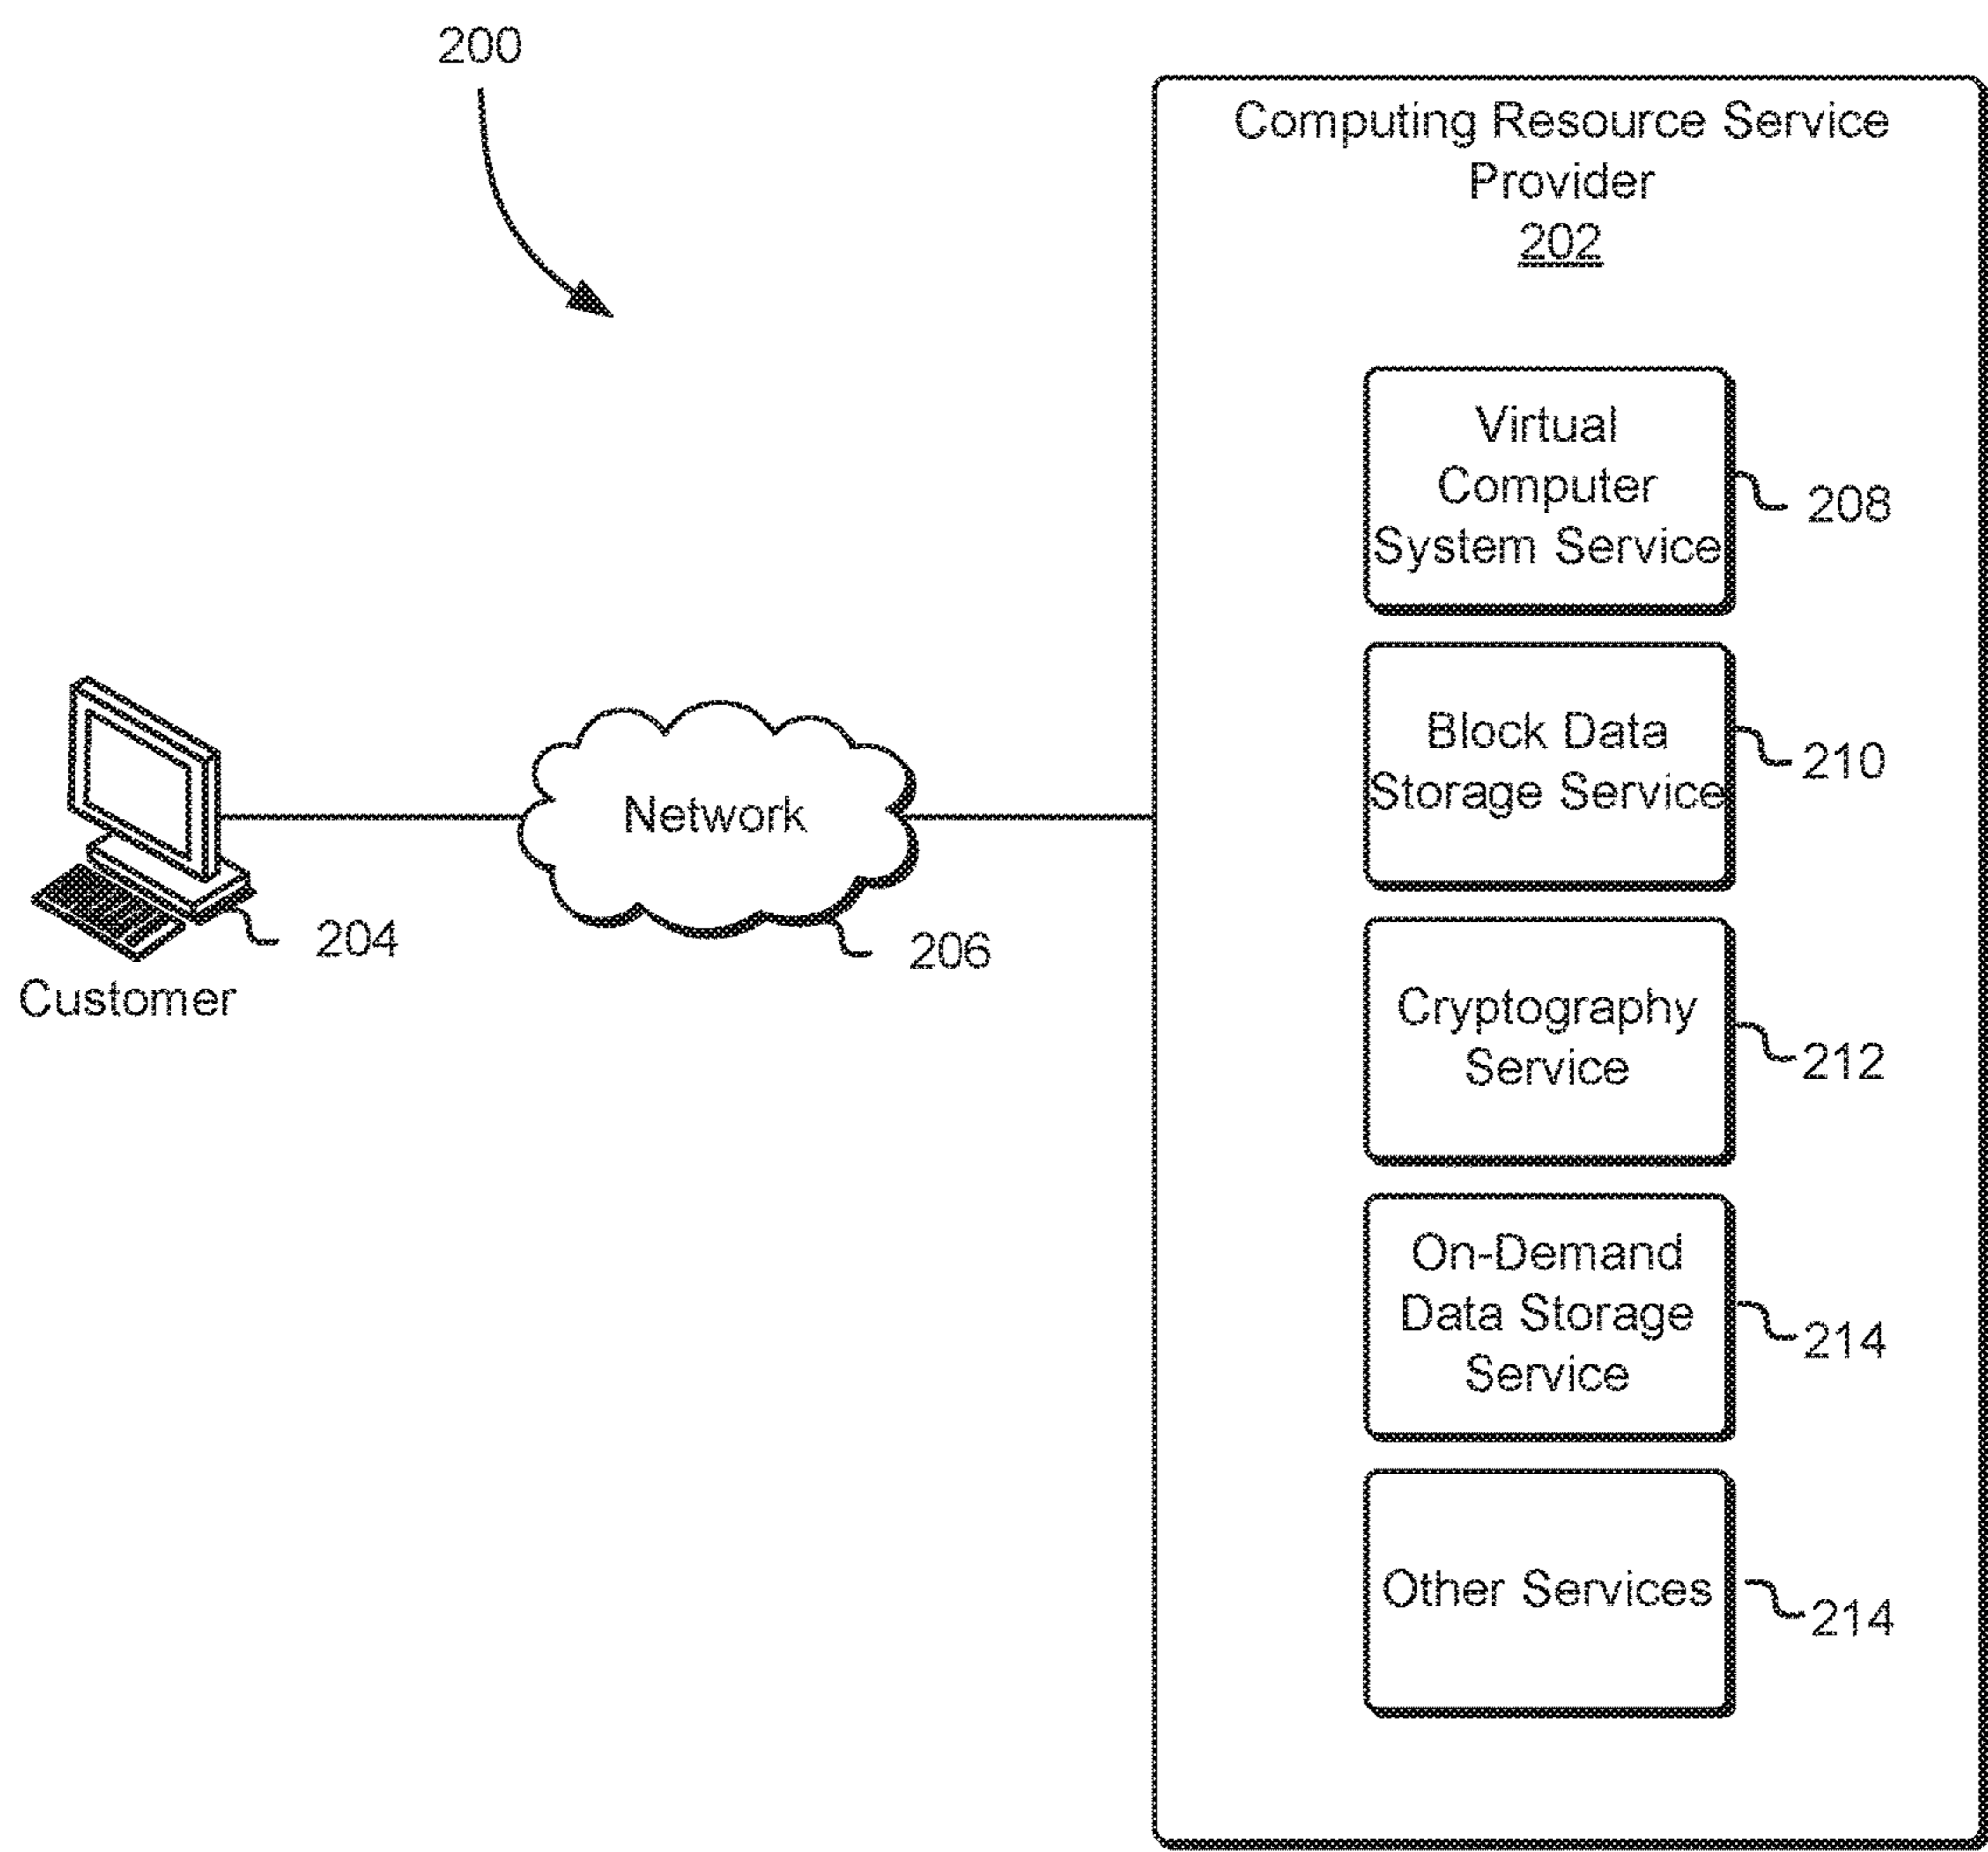 200
Computing Resource Service
Provider
202
Virtual
Computer
System Service
208
Block Data
Storage Service
210
Network
204
206
Customer
Cryptography
Service
212
On-Demand
Data Storage
Service
214
Other Services
214